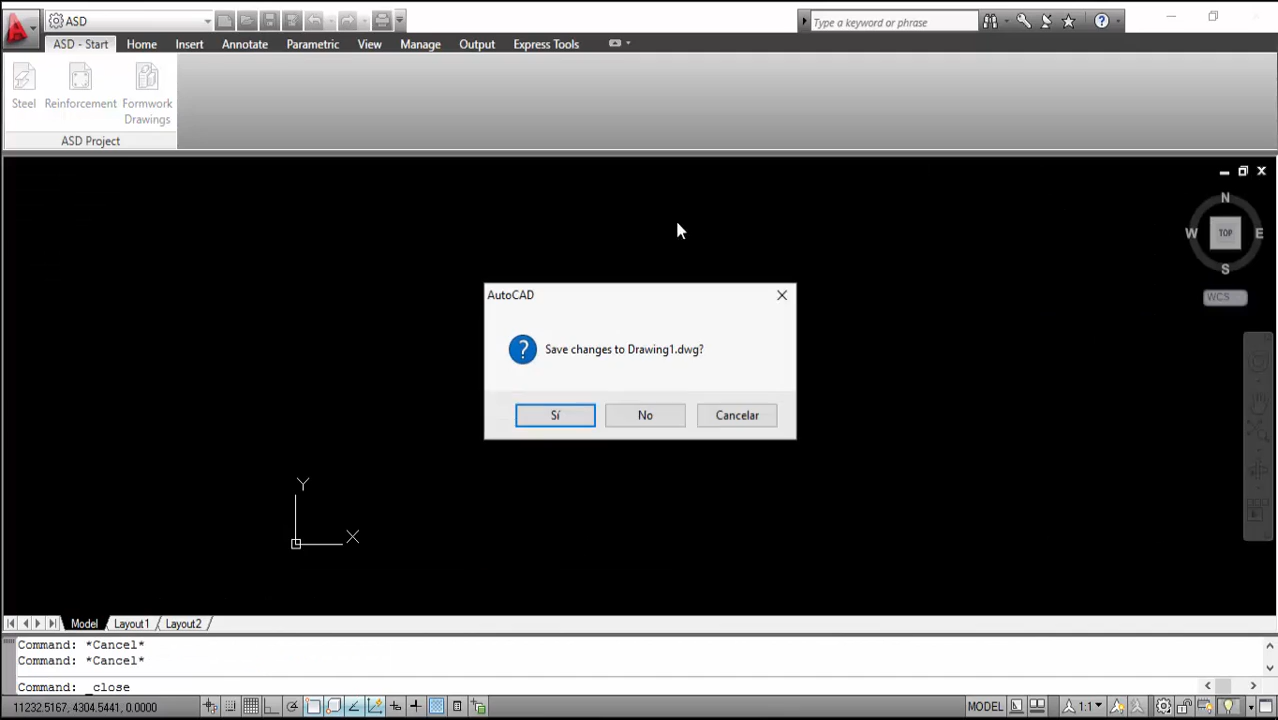 ASD
Type a keyword or phrase
ASD - Start Home Insert Annotate Parametric View Manage Output Express Tools
Steel Reinforcement Formwork
Drawings
ASD Project
N
W TOP E
S
WCS
AutoCAD
Save changes to Drawing1.dwg?
Sí No Cancelar
Y
X
Model Layout1 Layout2
Command: *Cancel*
Command: *Cancel*
Command: _close
11232.5167, 4304.5441, 0.0000 MODEL 1:1